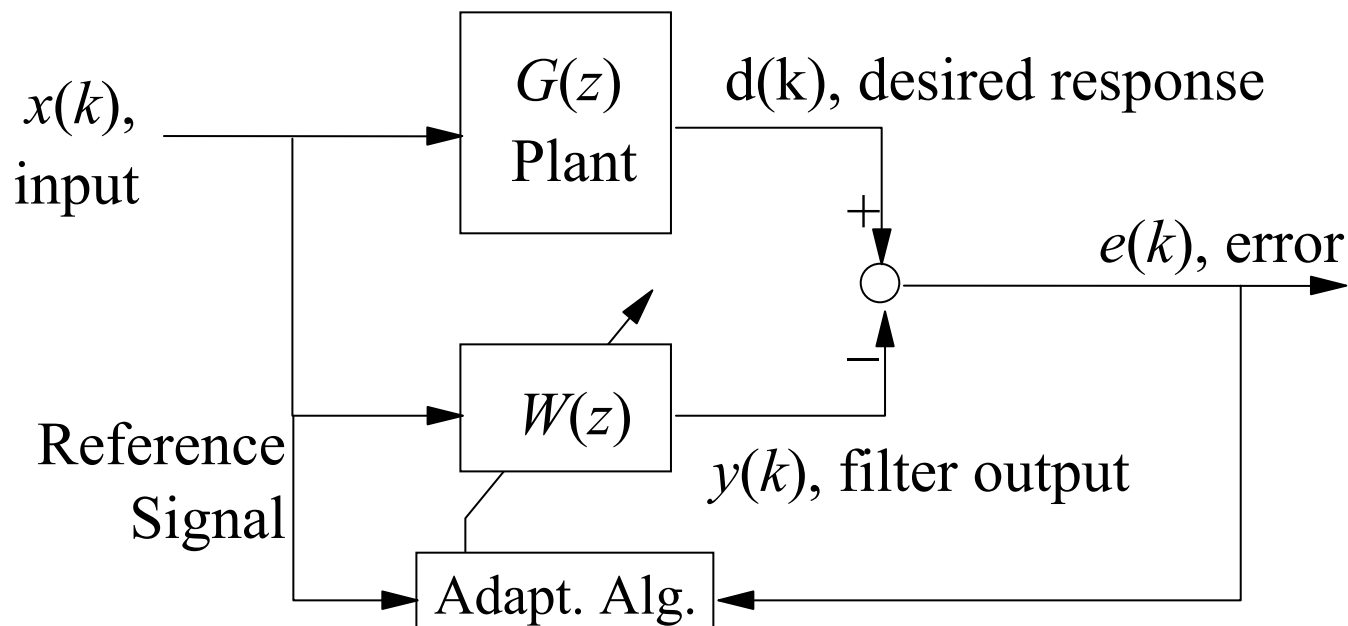 x(k),
input
G(z)
Plant
d(k), desired response
+
e(k), error
−
W(z)
Reference
Signal
y(k), filter output
Adapt. Alg.